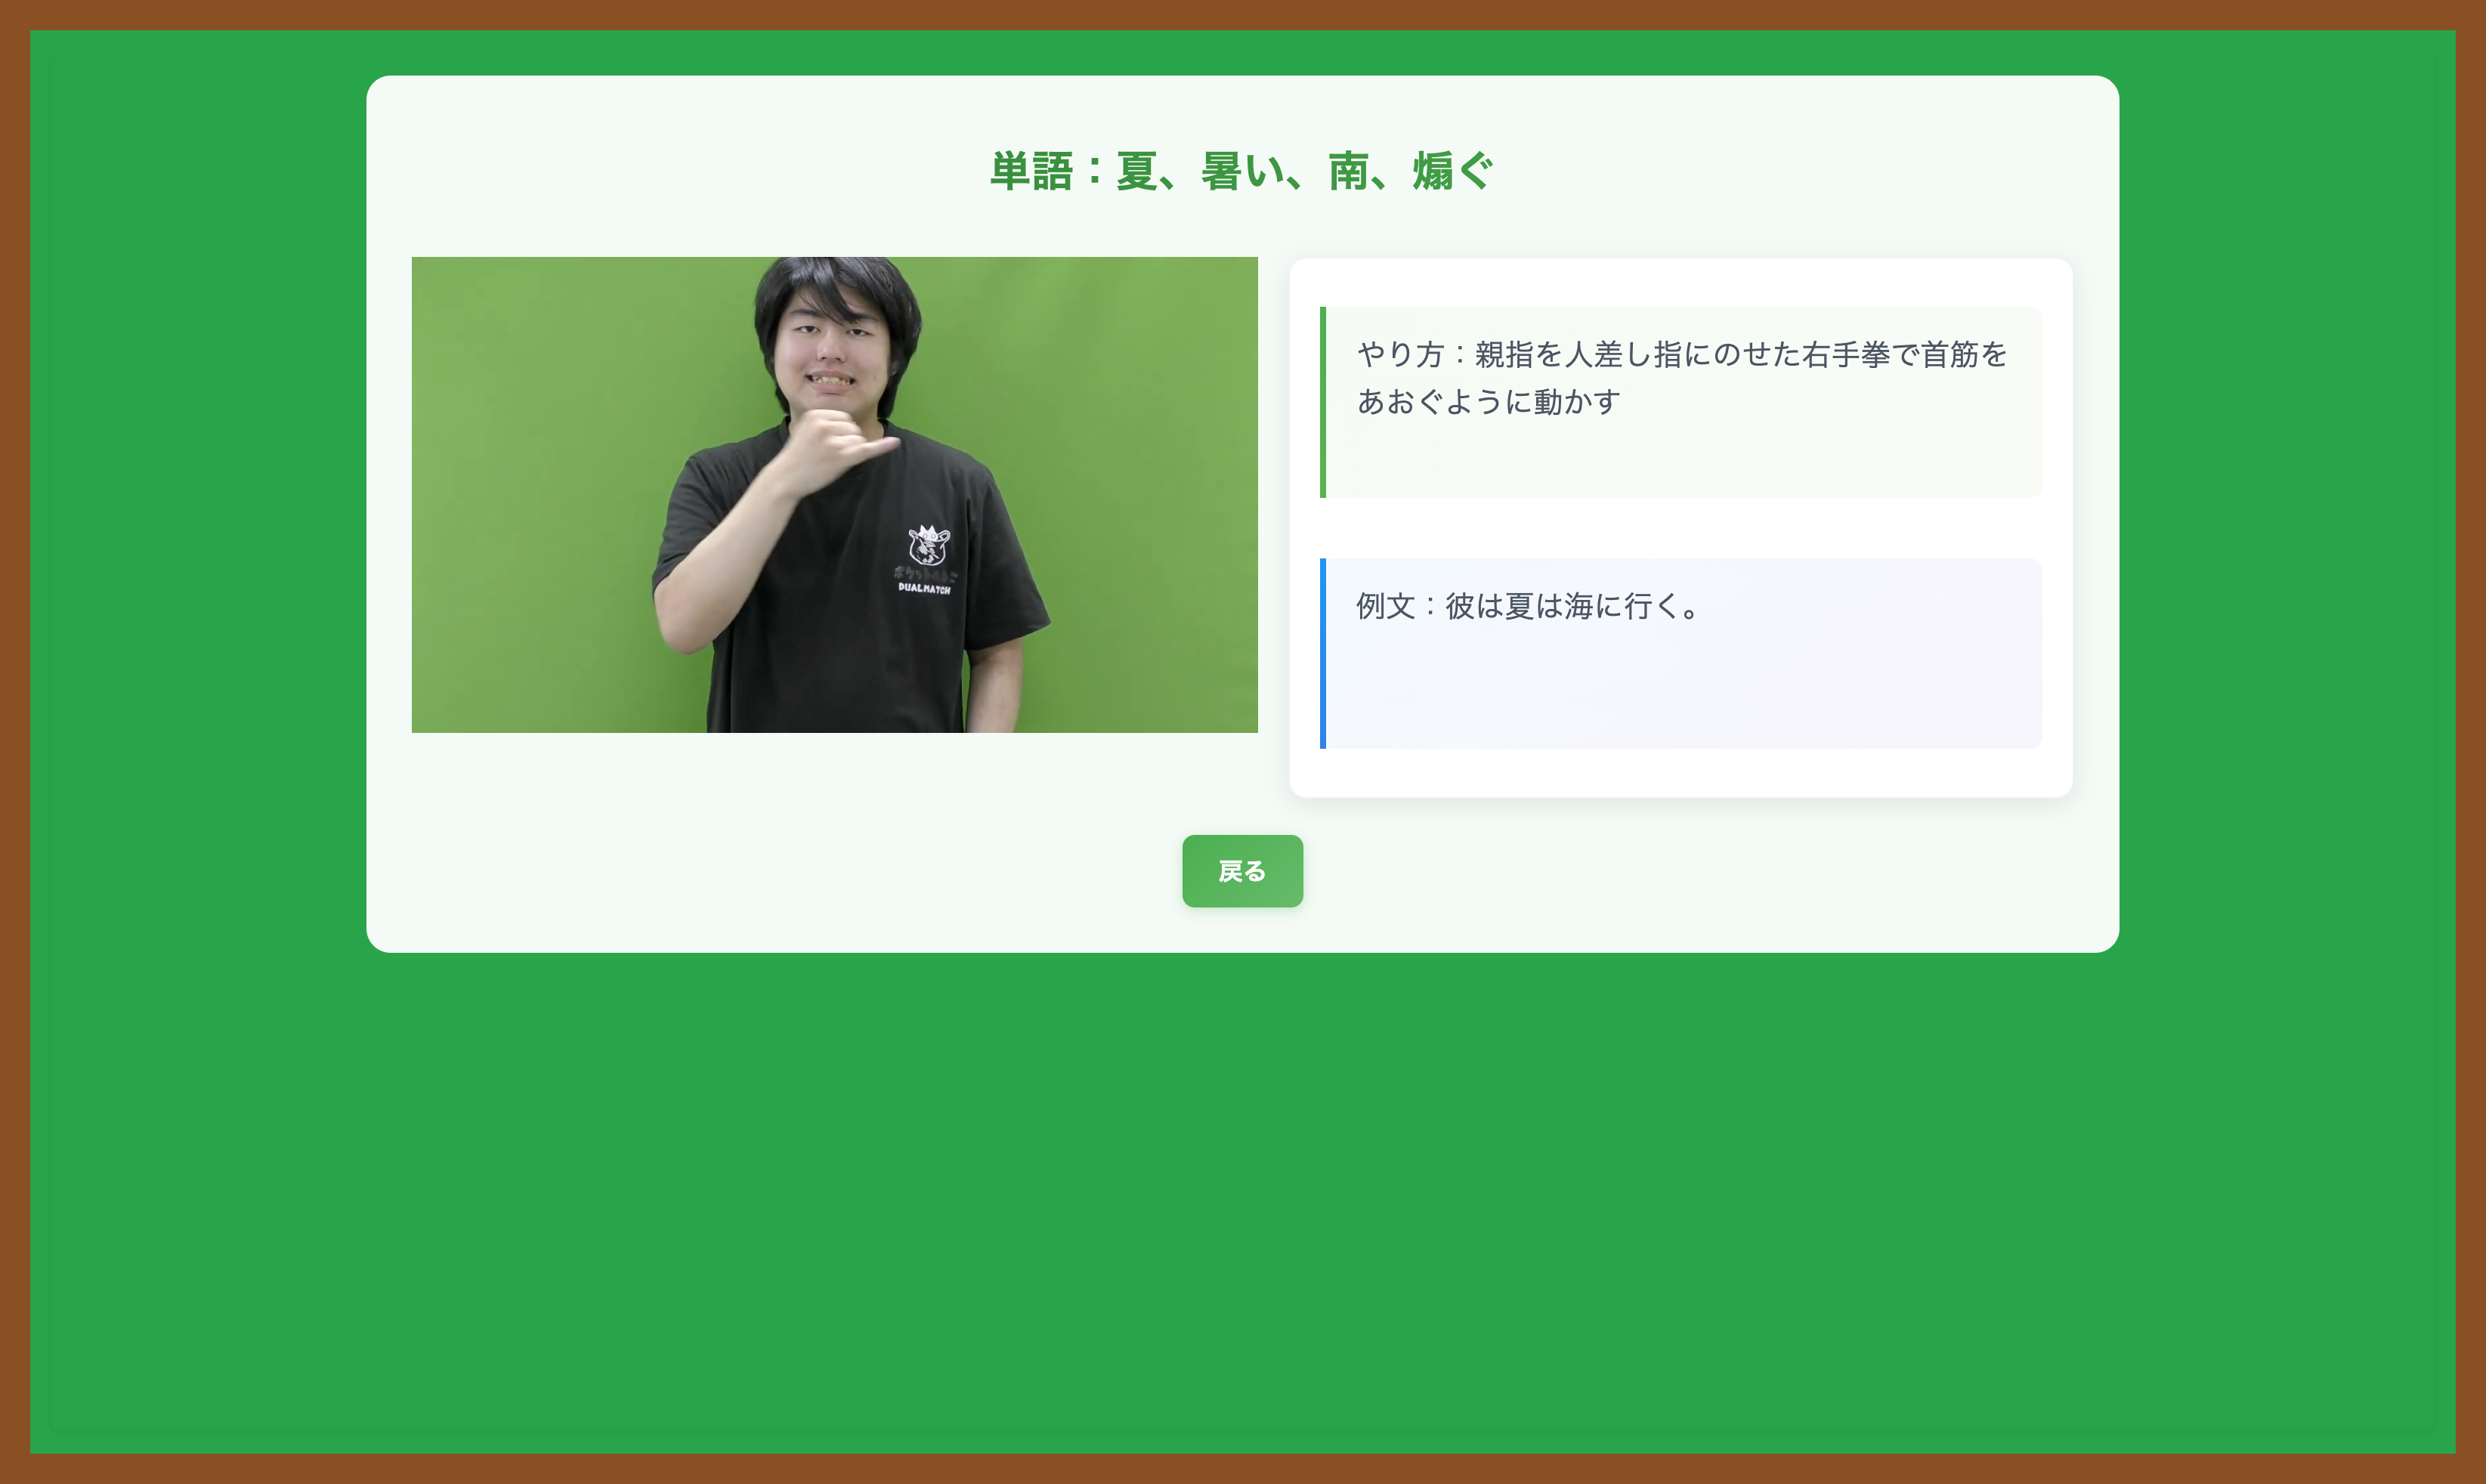 単語：夏、暑い、南、煽ぐ
やり方：親指を人差し指にのせた右手拳で首筋を
あおぐように動かす
例文：彼は夏は海に行く。
DUALMATCH
戻る